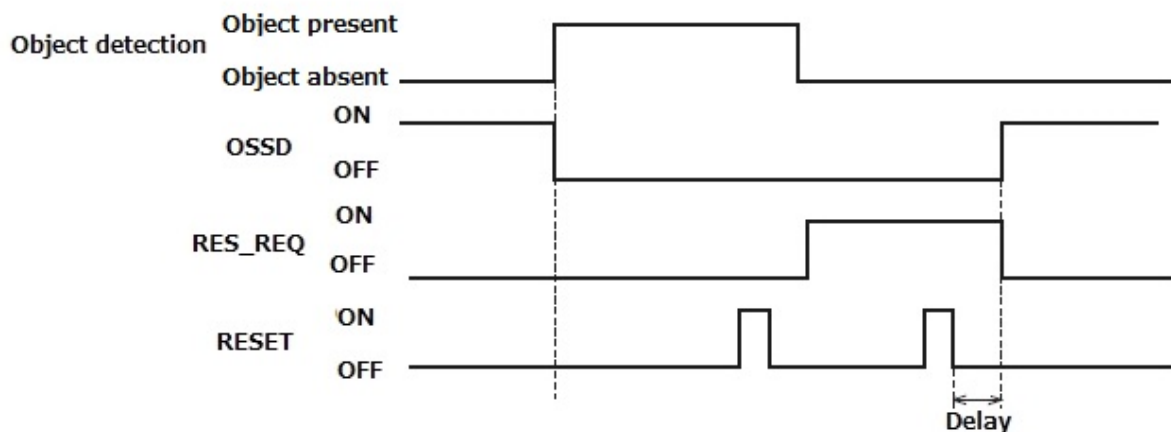 Object detection
Object present
Object absent
OSSD
ON
OFF
RES_REQ
ON
OFF
RESET
ON
OFF
Delay